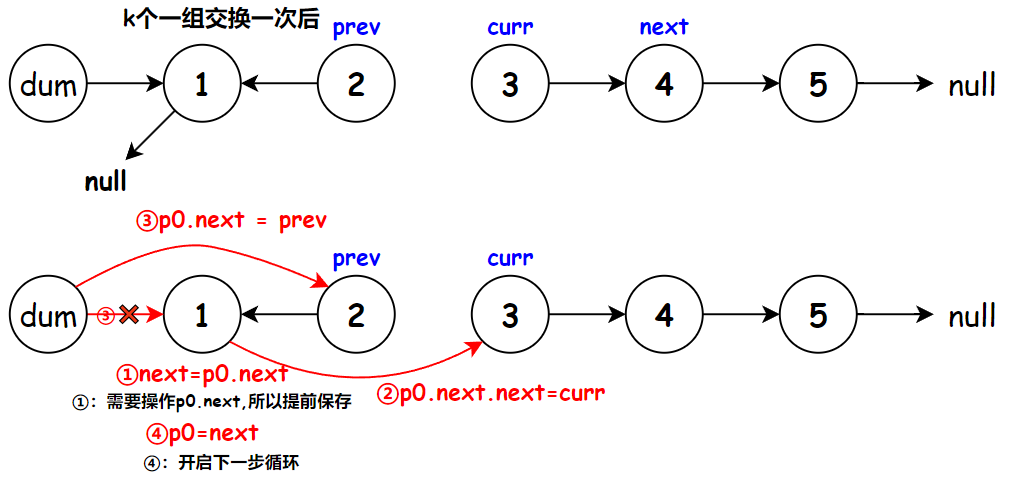 k个一组交换一次后
prev curr next
dum 1 2 3 4 5 null
null
③p0.next = prev
prev curr
dum ③ 1 2 3 4 5 null
①next=p0.next
②p0.next.next=curr
①：需要操作p0.next,所以提前保存
④p0=next
④：开启下一步循环